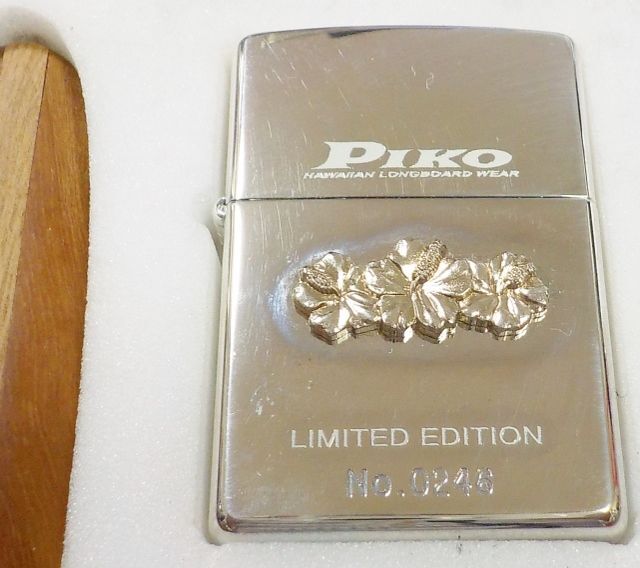 PIKO
HAWAIIAN LONGBOARD WEAR
LIMITED EDITION
No.0246